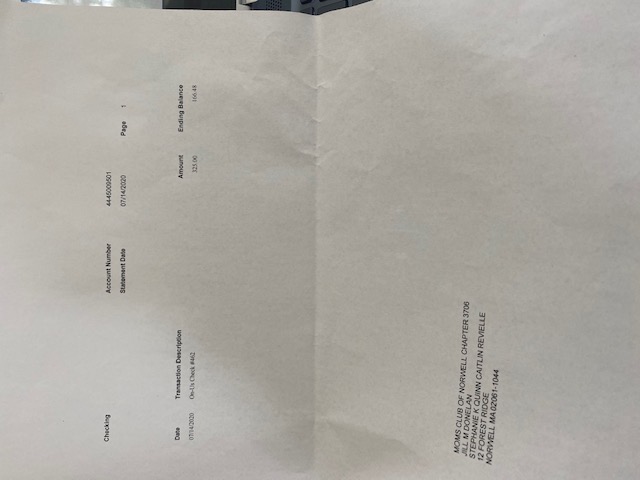 Checking Account Number 4445009501
Statement Date 07/14/2020 Page 1
Date Transaction Description Amount Ending Balance
07/14/2020 On-Us Check #462 325.00 166.48
MOMS CLUB OF NORWELL CHAPTER 3706
JILL M DONELAN
STEPHANIE K QUINN CAITLIN REVIELLE
12 FOREST RIDGE
NORWELL MA 02061-1044